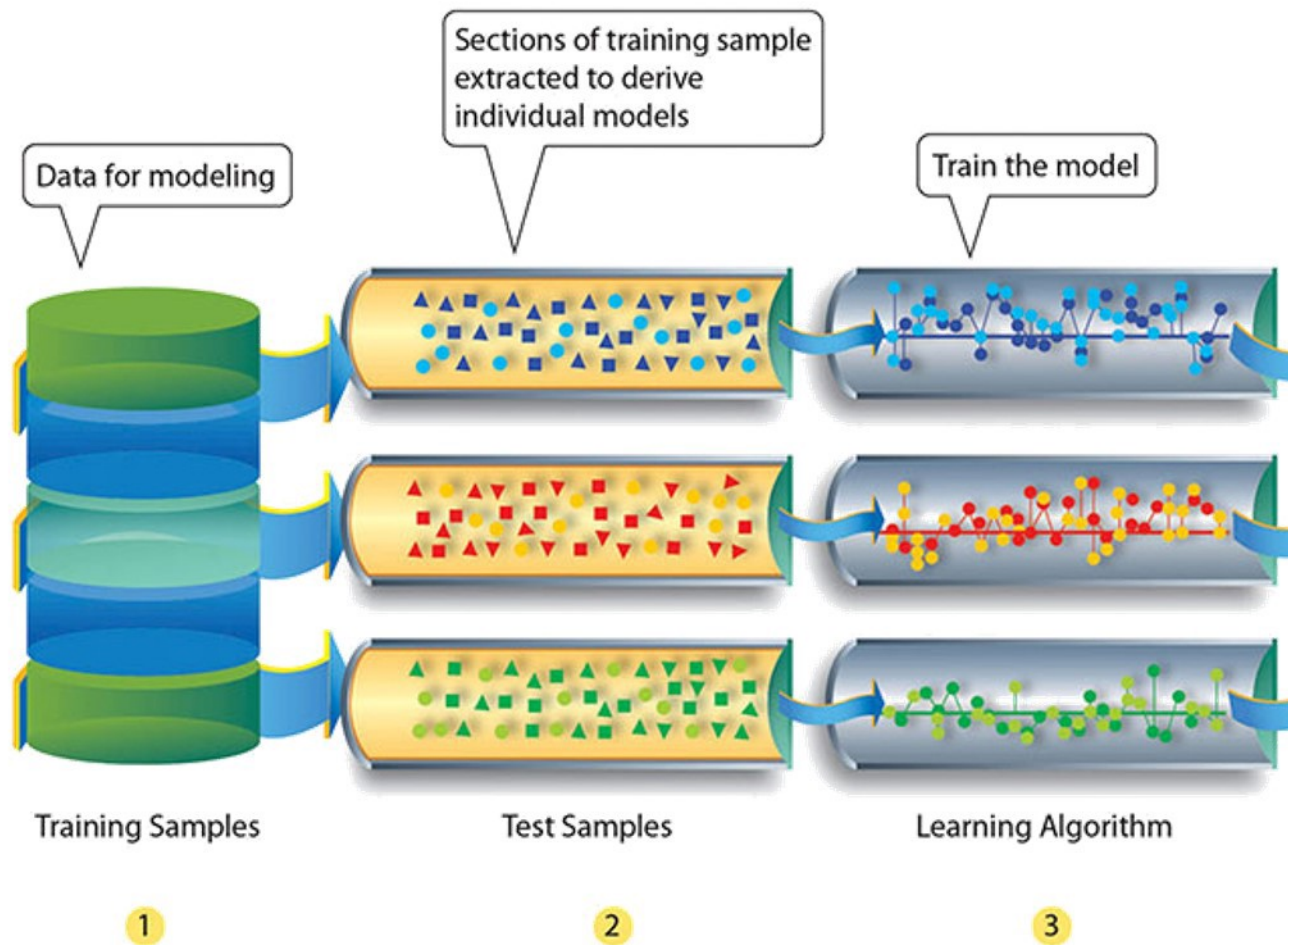 Sections of training sample
extracted to derive
individual models
Data for modeling
Train the model
Training Samples
Test Samples
Learning Algorithm
1
2
3